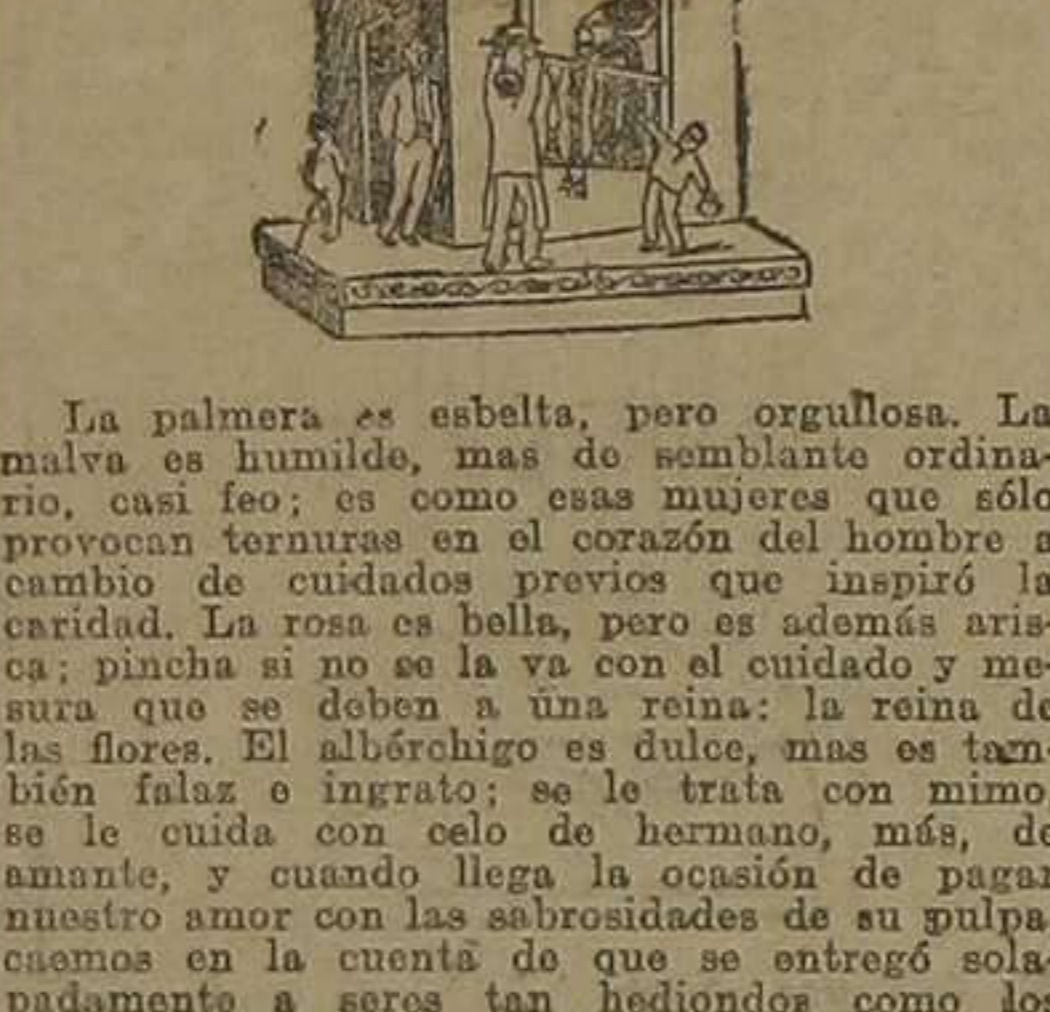 La palmera es esbelta, pero orgullosa. La
malva es humilde, mas de semblante ordina-
rio, casi feo; es como esas mujeres que sólo
provocan ternuras en el corazón del hombre a
cambio de cuidados previos que inspiró la
caridad. La rosa es bella, pero es además aris-
ca; pincha si no se la va con el cuidado y me-
sura que se deben a una reina: la reina de
las flores. El albérchigo es dulce, mas es tam-
bién falaz e ingrato; se le trata con mimo,
se le cuida con celo de hermano, más, de
amante, y cuando llega la ocasión de pagar
nuestro amor con las sabrosidades de su pulpa
caemos en la cuenta de que se entregó sola-
padamente a seres tan hediondos como los